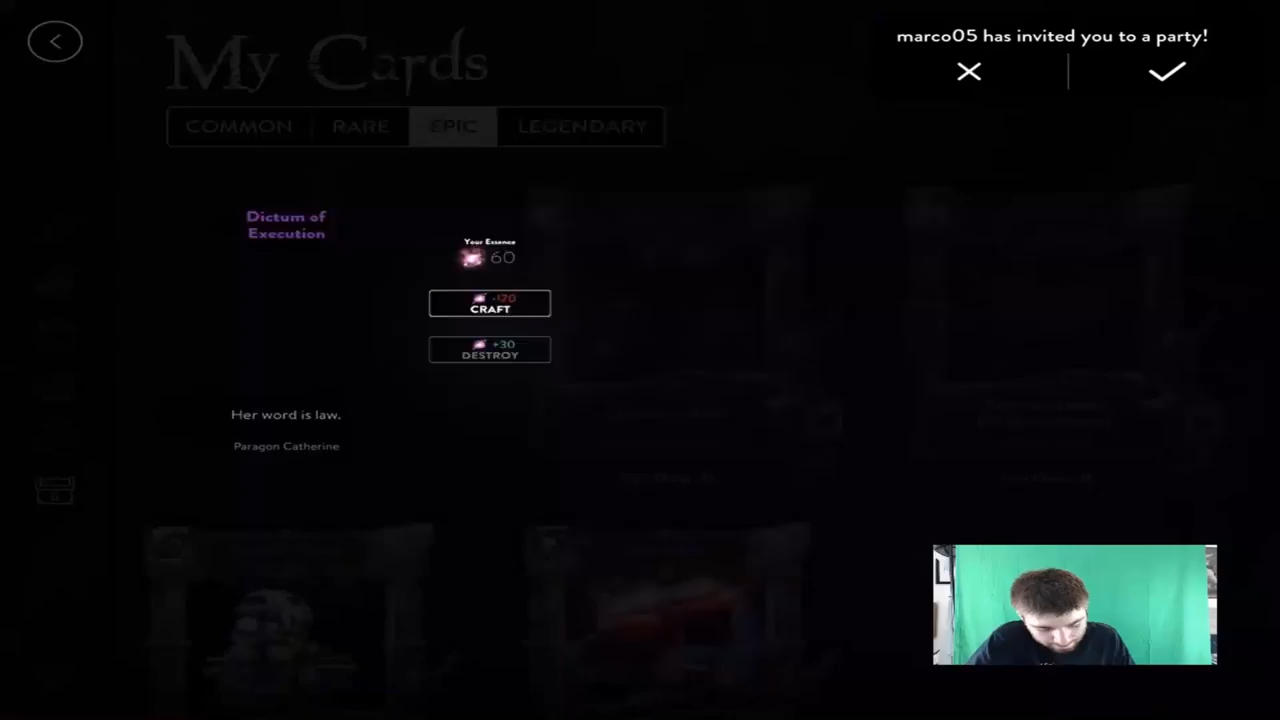 marco05 has invited you to a party!
My Cards
COMMON
RARE
EPIC
LEGENDARY
Dictum of
Execution
Your Essence
60
CRAFT
+30
DESTROY
Her word is law.
Paragon Catherine